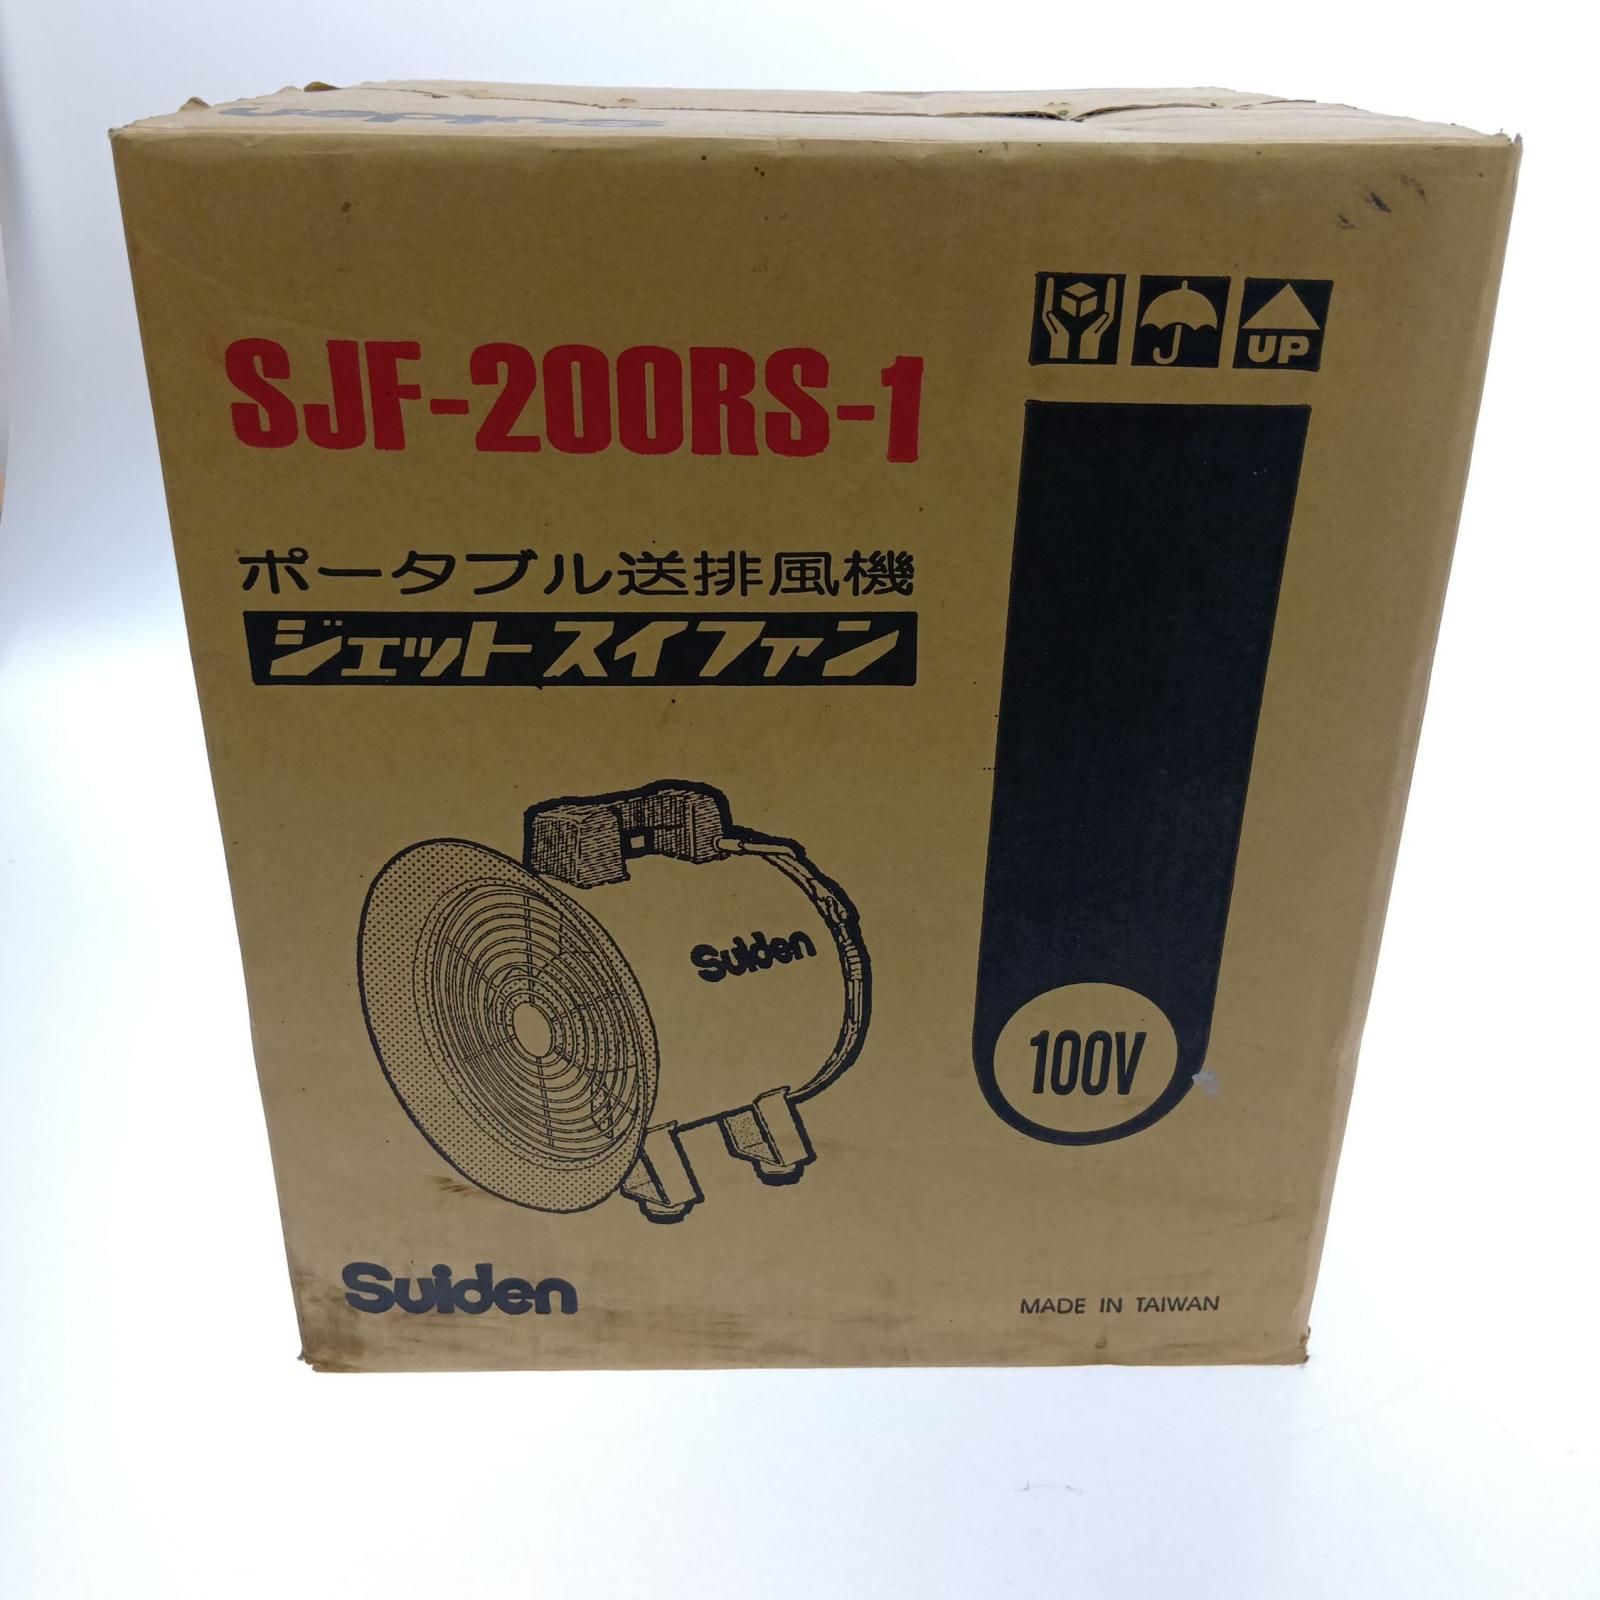 Suiden
UP
SJF-200RS-1
ポータブル送排風機
ジェットスイファン
Suiden
100V
Suiden
MADE IN TAIWAN